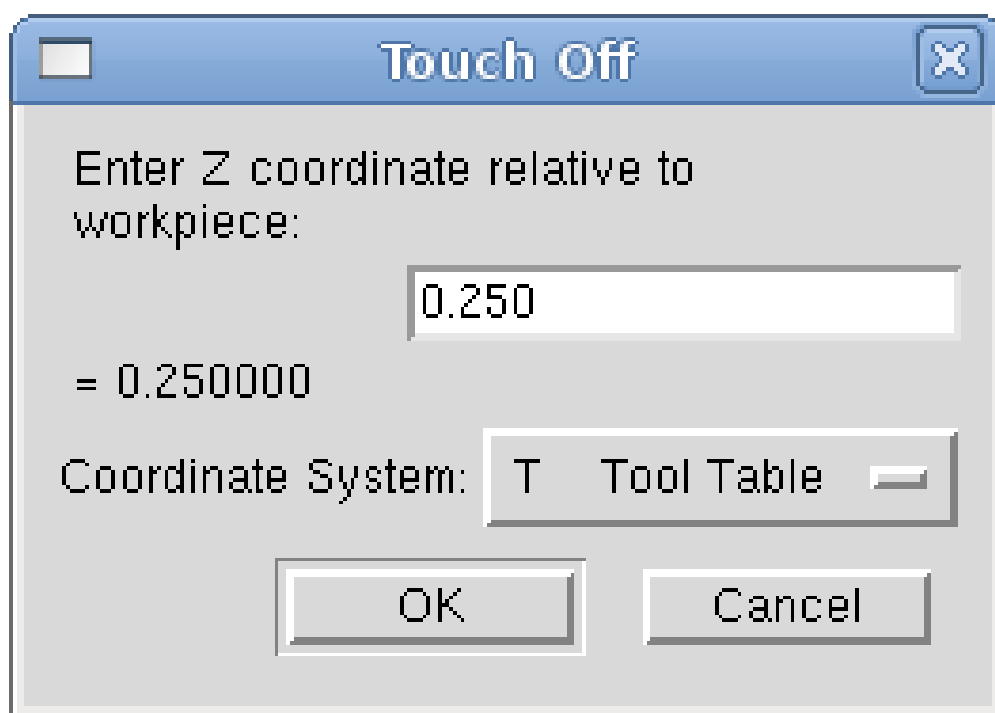 Touch Off
Enter Z coordinate relative to
workpiece:
0.250
= 0.250000
Coordinate System: T Tool Table
OK Cancel